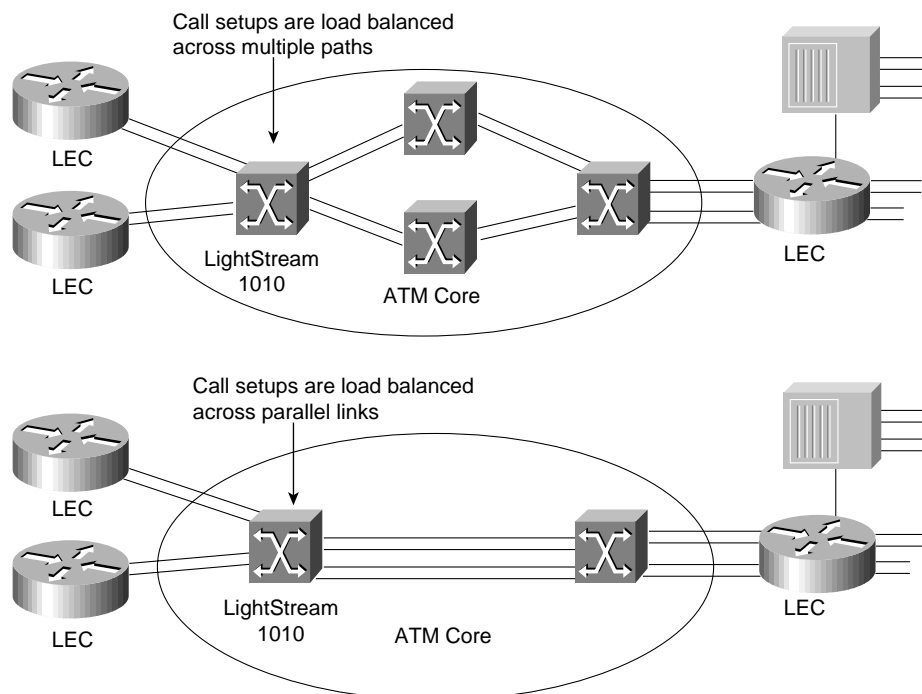 Call setups are load balanced
across multiple paths
LEC
LEC
LightStream
1010
ATM Core
LEC
Call setups are load balanced
across parallel links
LEC
LEC
LightStream
1010
ATM Core
LEC